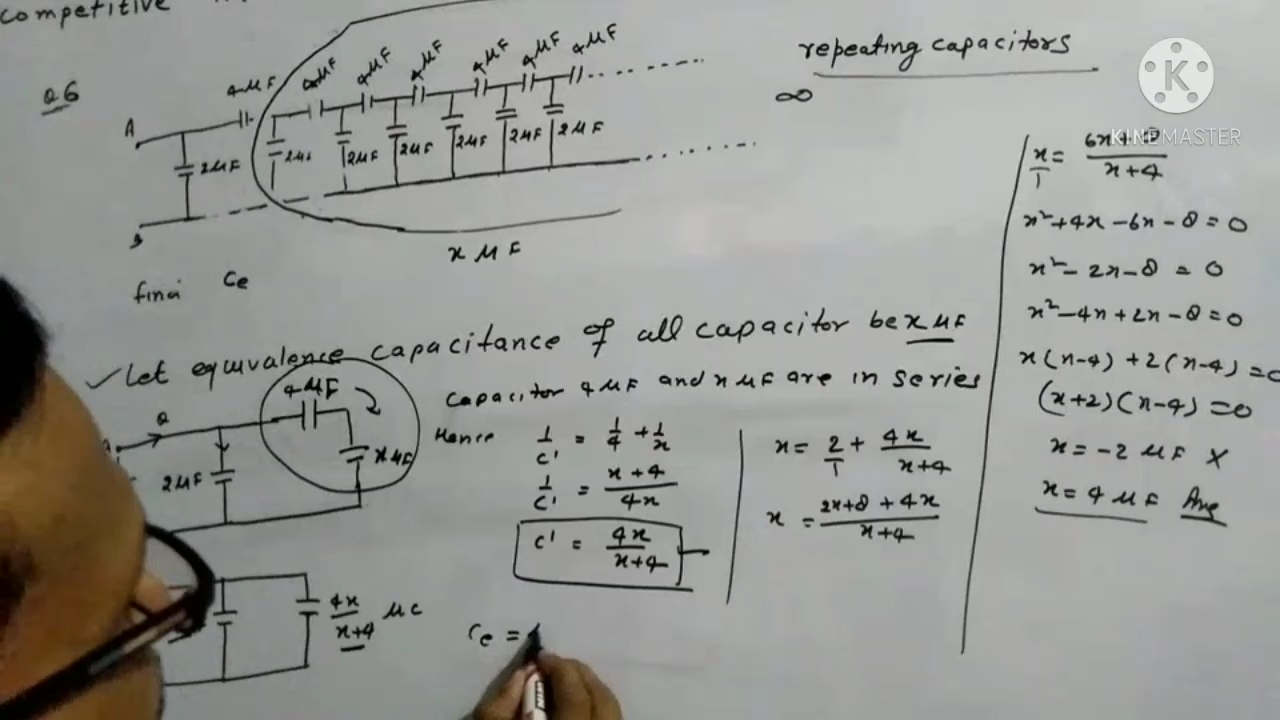 competitive
Q6
repeating capacitors
∞
4μF 4μF 4μF 4μF 4μF 4μF 4μF
A
2μF 2μF 2μF 2μF 2μF 2μF
B
x μF
find Ce
KINEMASTER
✓Let equivalence capacitance of all capacitor be x μF
4μF
A Q
2μF
x μF
Capacitor 4μF and x μF are in series
Hence 1/C' = 1/4 + 1/x
1/C' = x+4/4x
C' = 4x/x+4
x = 2/1 + 4x/x+4
x = 2x+8+4x/x+4
x/1 = 6x+8/x+4
x²+4x-6x-8=0
x²-2x-8=0
x²-4x+2x-8=0
x(x-4)+2(x-4)=0
(x+2)(x-4)=0
x=-2 μF X
x=4 μF Ans
4x/x+4 μC
Ce =